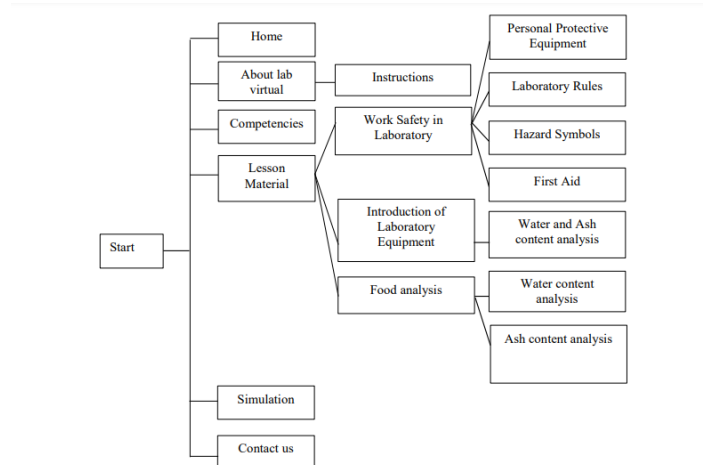 Home
About lab
virtual
Instructions
Competencies
Lesson
Material
Work Safety in
Laboratory
Personal Protective
Equipment
Laboratory Rules
Hazard Symbols
First Aid
Start
Introduction of
Laboratory
Equipment
Water and Ash
content analysis
Food analysis
Water content
analysis
Ash content analysis
Simulation
Contact us